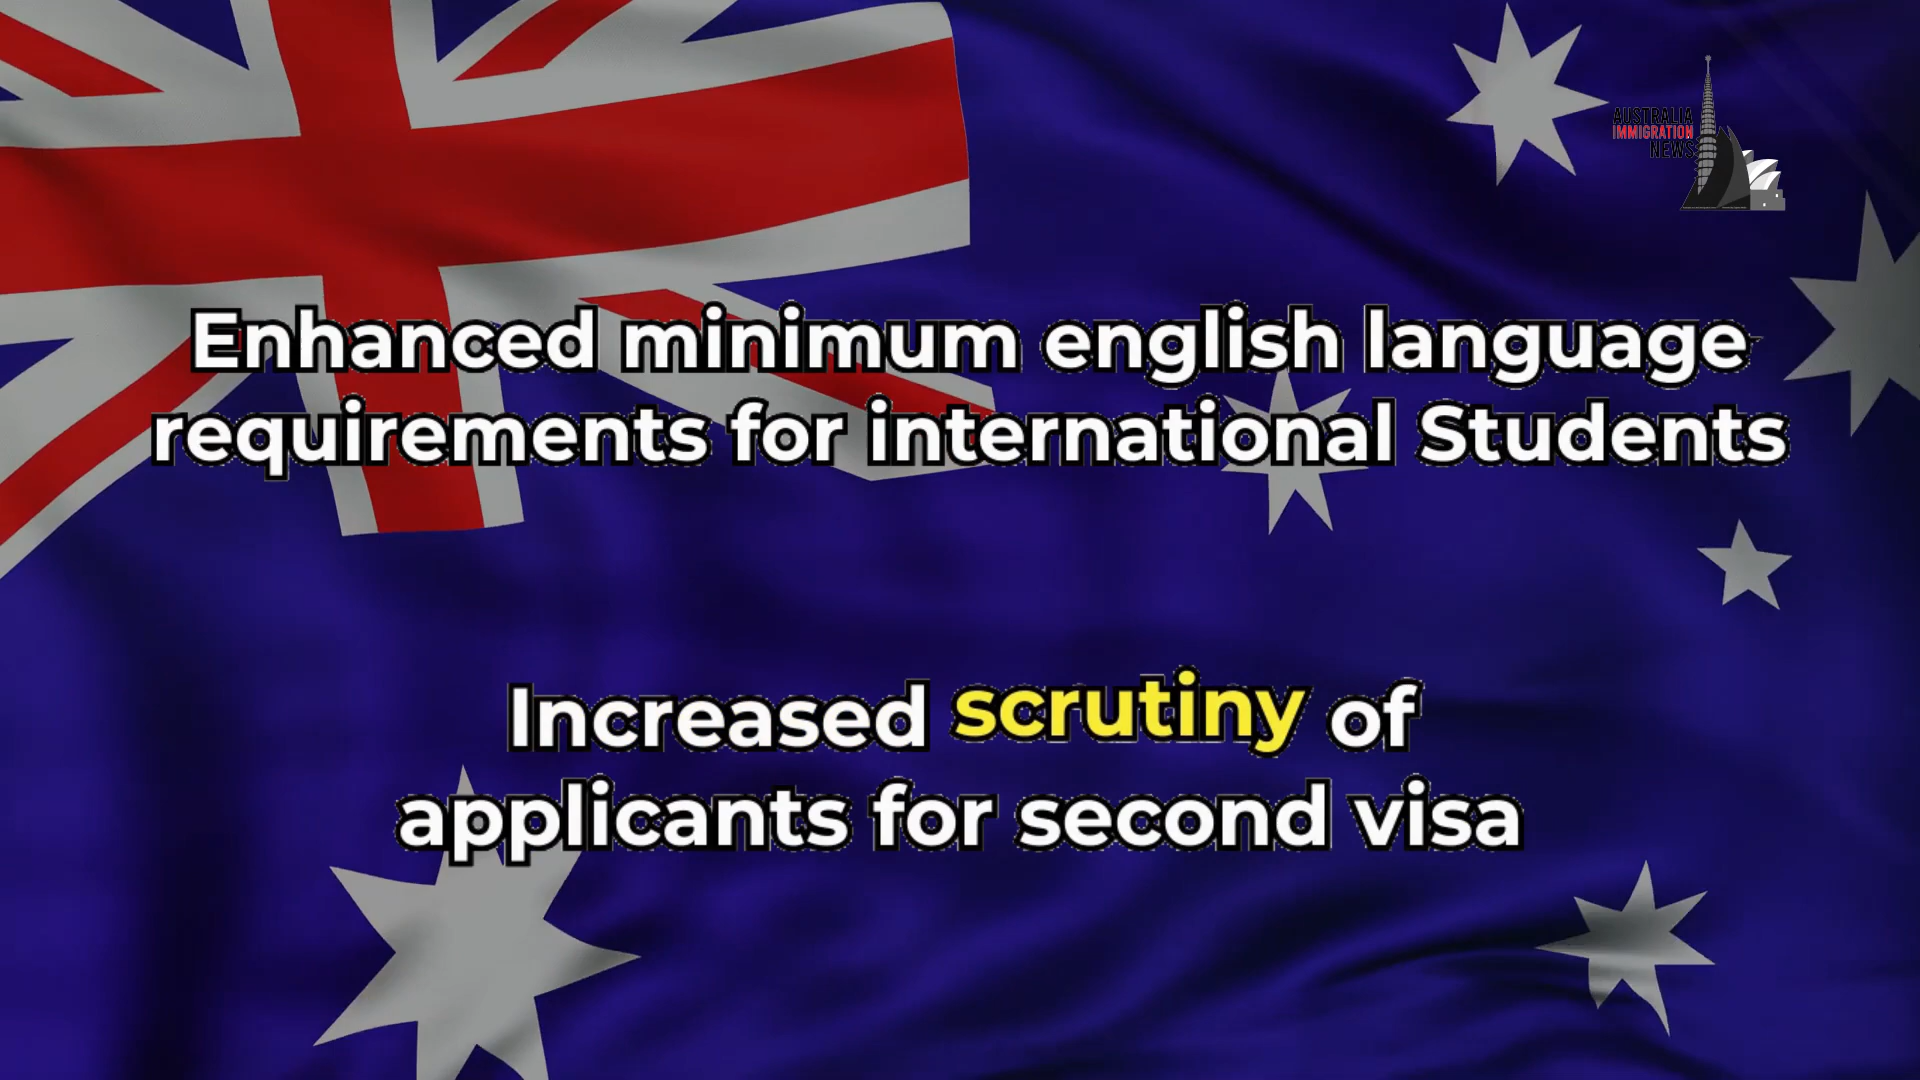 AUSTRALIA
IMMIGRATION
NEWS
Enhanced minimum english language
requirements for international Students
Increased scrutiny of
applicants for second visa